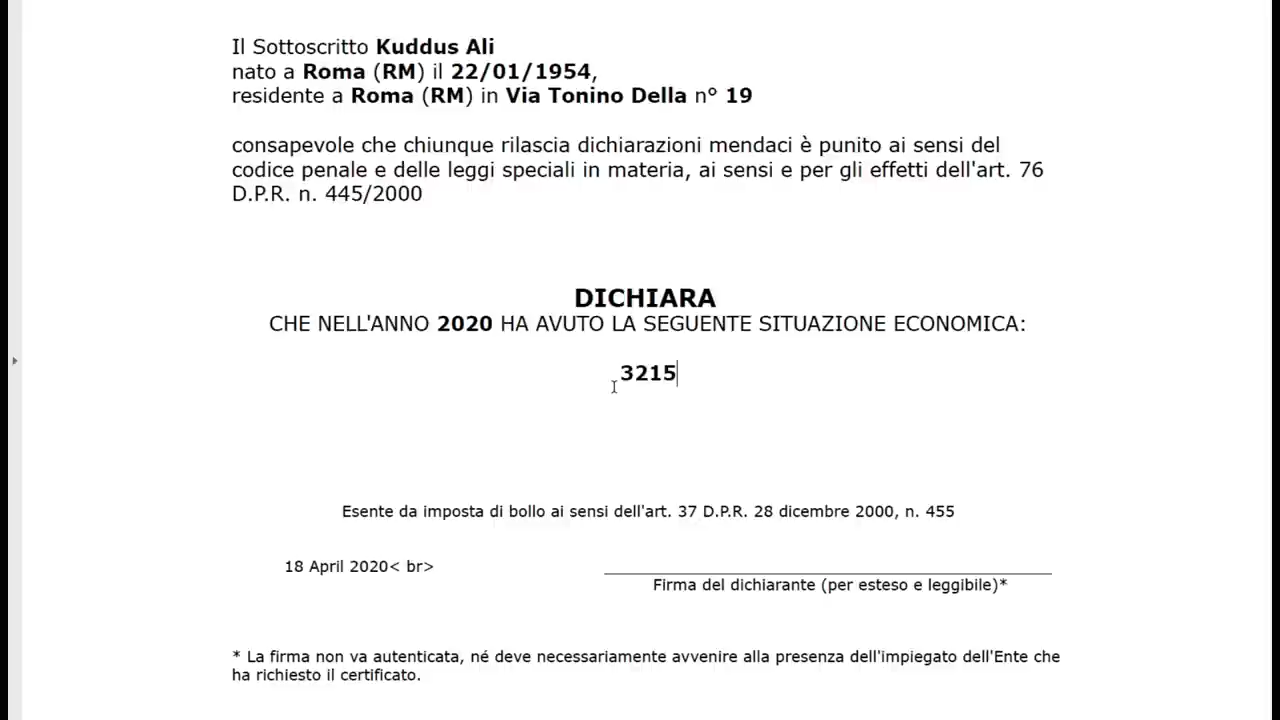 Il Sottoscritto Kuddus Ali
nato a Roma (RM) il 22/01/1954,
residente a Roma (RM) in Via Tonino Della n° 19
consapevole che chiunque rilascia dichiarazioni mendaci è punito ai sensi del
codice penale e delle leggi speciali in materia, ai sensi e per gli effetti dell'art. 76
D.P.R. n. 445/2000
DICHIARA
CHE NELL'ANNO 2020 HA AVUTO LA SEGUENTE SITUAZIONE ECONOMICA:
3215
Esente da imposta di bollo ai sensi dell'art. 37 D.P.R. 28 dicembre 2000, n. 455
18 April 2020< br>
Firma del dichiarante (per esteso e leggibile)*
* La firma non va autenticata, né deve necessariamente avvenire alla presenza dell'impiegato dell'Ente che
ha richiesto il certificato.